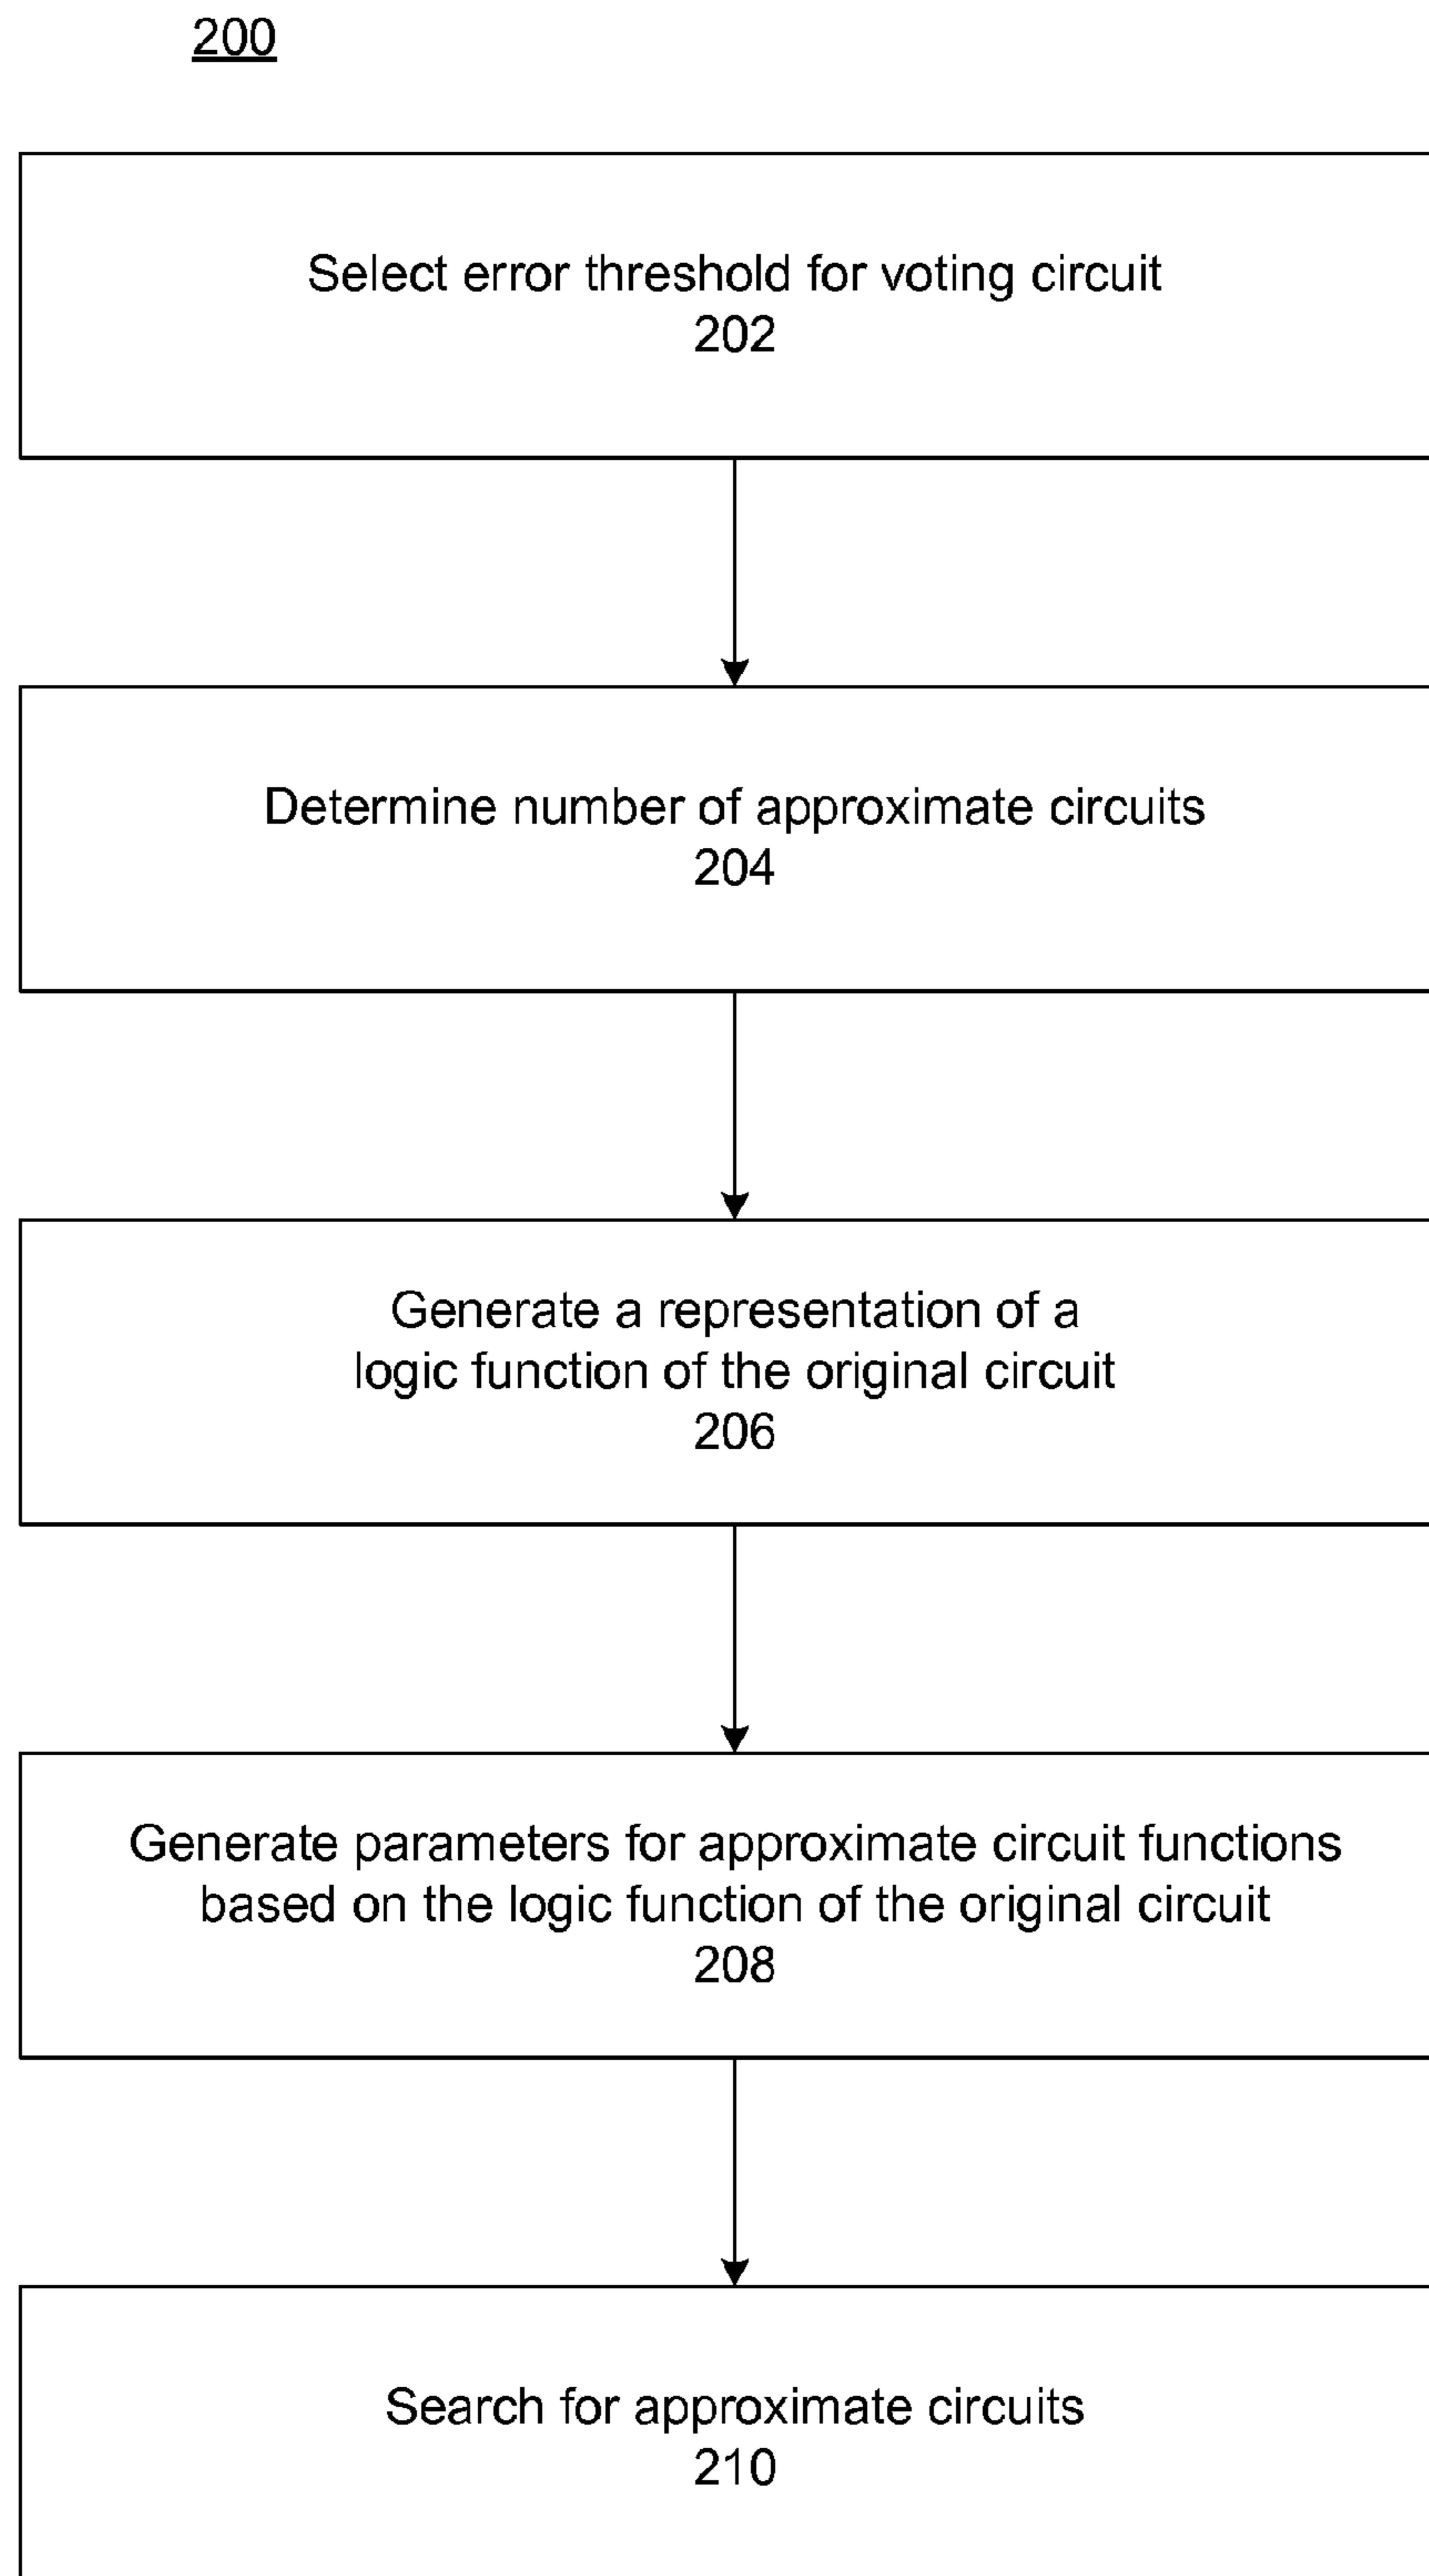 200
Select error threshold for voting circuit
202
Determine number of approximate circuits
204
Generate a representation of a
logic function of the original circuit
206
Generate parameters for approximate circuit functions
based on the logic function of the original circuit
208
Search for approximate circuits
210